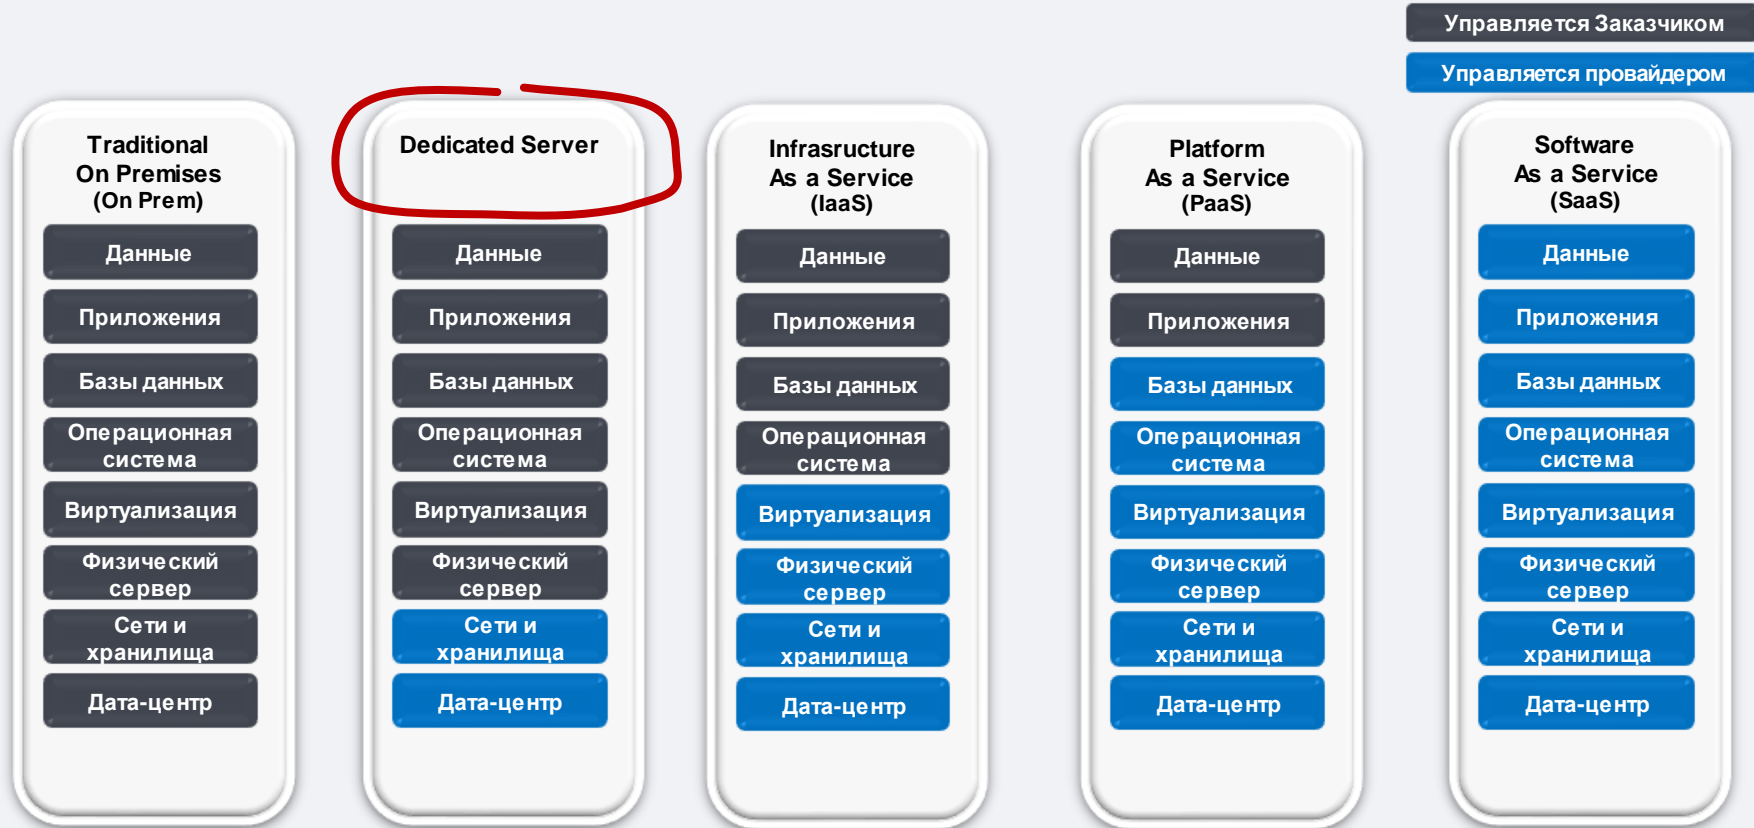 Управляется Заказчиком
Управляется провайдером
Traditional
On Premises
(On Prem)
Данные
Приложения
Базы данных
Операционная
система
Виртуализация
Физический
сервер
Сети и
хранилища
Дата-центр
Dedicated Server
Данные
Приложения
Базы данных
Операционная
система
Виртуализация
Физический
сервер
Сети и
хранилища
Дата-центр
Infrasructure
As a Service
(IaaS)
Данные
Приложения
Базы данных
Операционная
система
Виртуализация
Физический
сервер
Сети и
хранилища
Дата-центр
Platform
As a Service
(PaaS)
Данные
Приложения
Базы данных
Операционная
система
Виртуализация
Физический
сервер
Сети и
хранилища
Дата-центр
Software
As a Service
(SaaS)
Данные
Приложения
Базы данных
Операционная
система
Виртуализация
Физический
сервер
Сети и
хранилища
Дата-центр